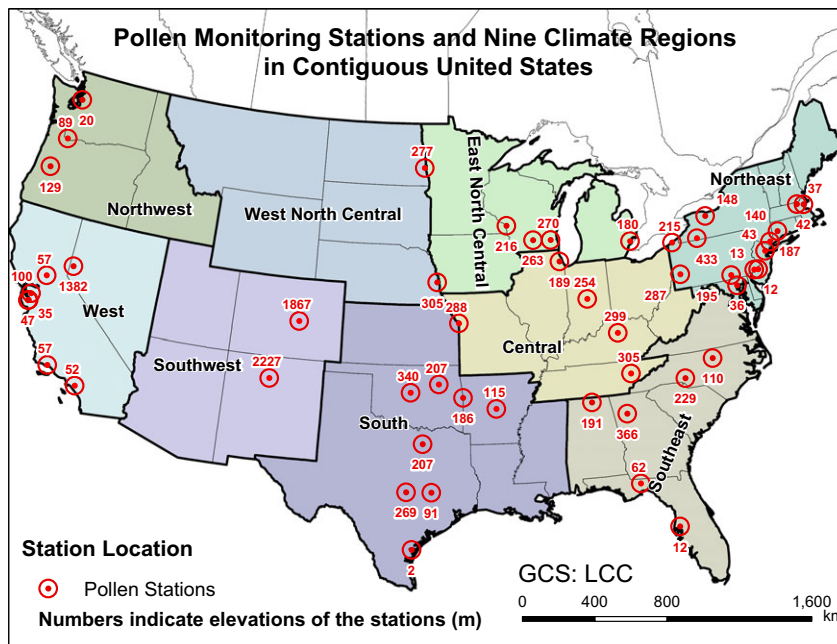 Pollen Monitoring Stations and Nine Climate Regions
in Contiguous United States
20
89
129
Northwest
277
West North Central
East North Central
216
263
270
180
189
305
Northeast
37
148
140
42
43
215
187
433
13
12
195
36
287
57
1382
100
35
47
West
57
52
1867
Southwest
2227
288
254
299
Central
305
340
207
186
115
South
207
269
91
2
110
229
191
366
Southeast
62
12
Station Location
Pollen Stations
Numbers indicate elevations of the stations (m)
GCS: LCC
0 400 800 1,600
km